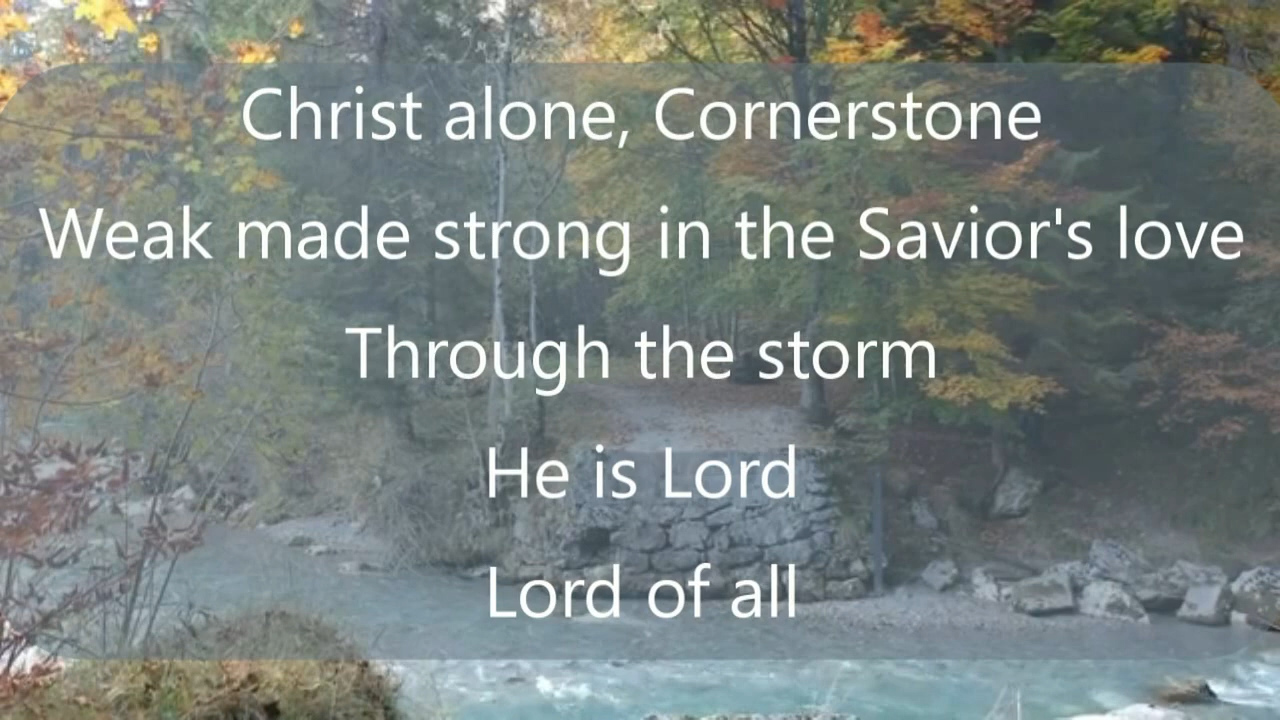 Christ alone, Cornerstone
Weak made strong in the Savior's love
Through the storm
He is Lord
Lord of all